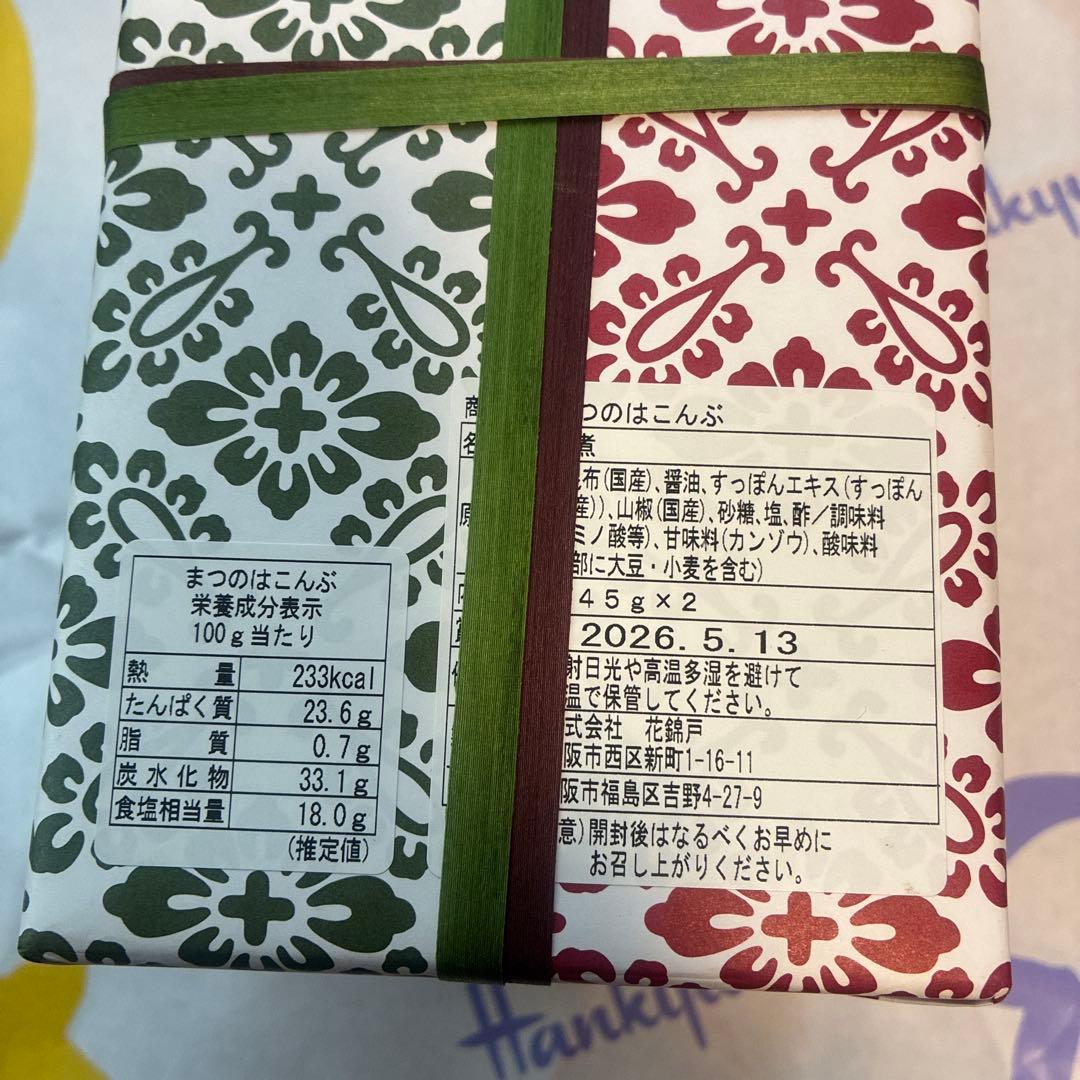 まつのはこんぶ
栄養成分表示
100g当たり
熱量 233kcal
たんぱく質 23.6g
脂質 0.7g
炭水化物 33.1g
食塩相当量 18.0g
(推定値)
商 つのはこんぶ
名 煮
原 布(国産)、醤油、すっぽんエキス(すっぽん
産))、山椒(国産)、砂糖、塩、酢／調味料
ミノ酸等)、甘味料(カンゾウ)、酸味料
部に大豆・小麦を含む)
45g×2
2026.5.13
射日光や高温多湿を避けて
温で保管してください。
式会社 花錦戸
阪市西区新町1-16-11
阪市福島区吉野4-27-9
意)開封後はなるべくお早めに
お召し上がりください。
Hanky